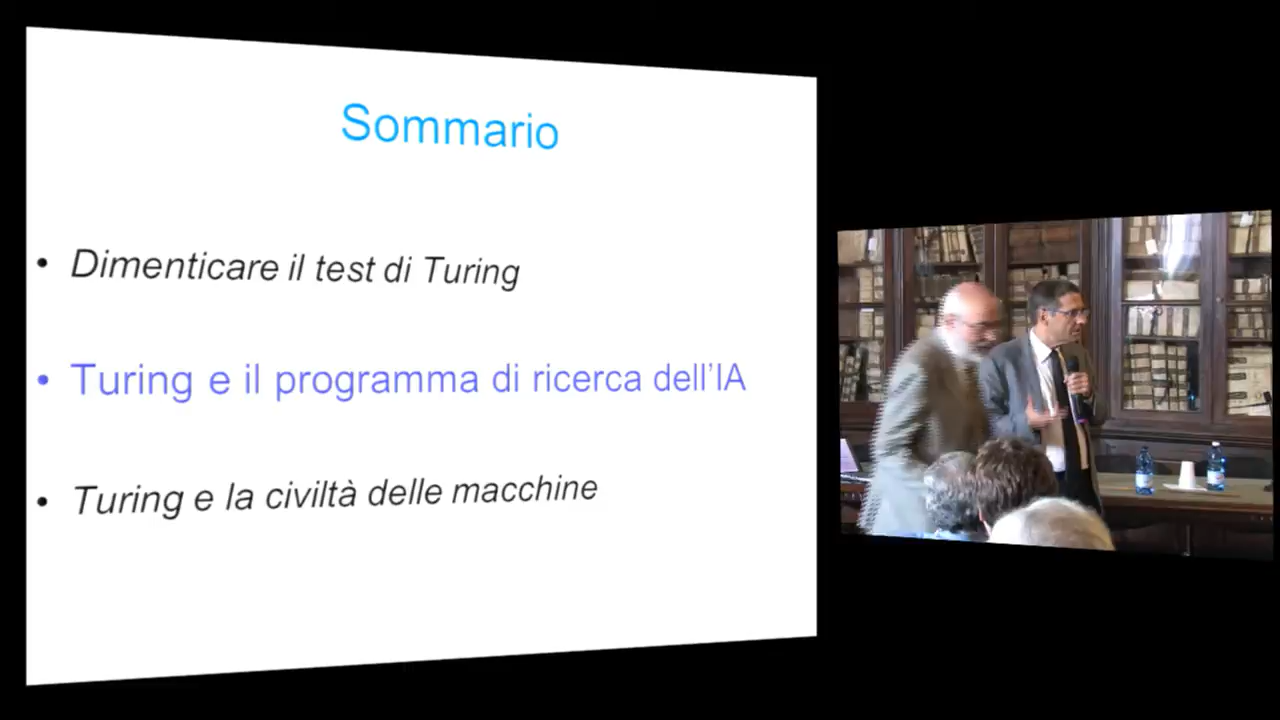 Sommario
• Dimenticare il test di Turing
• Turing e il programma di ricerca dell'IA
• Turing e la civiltà delle macchine